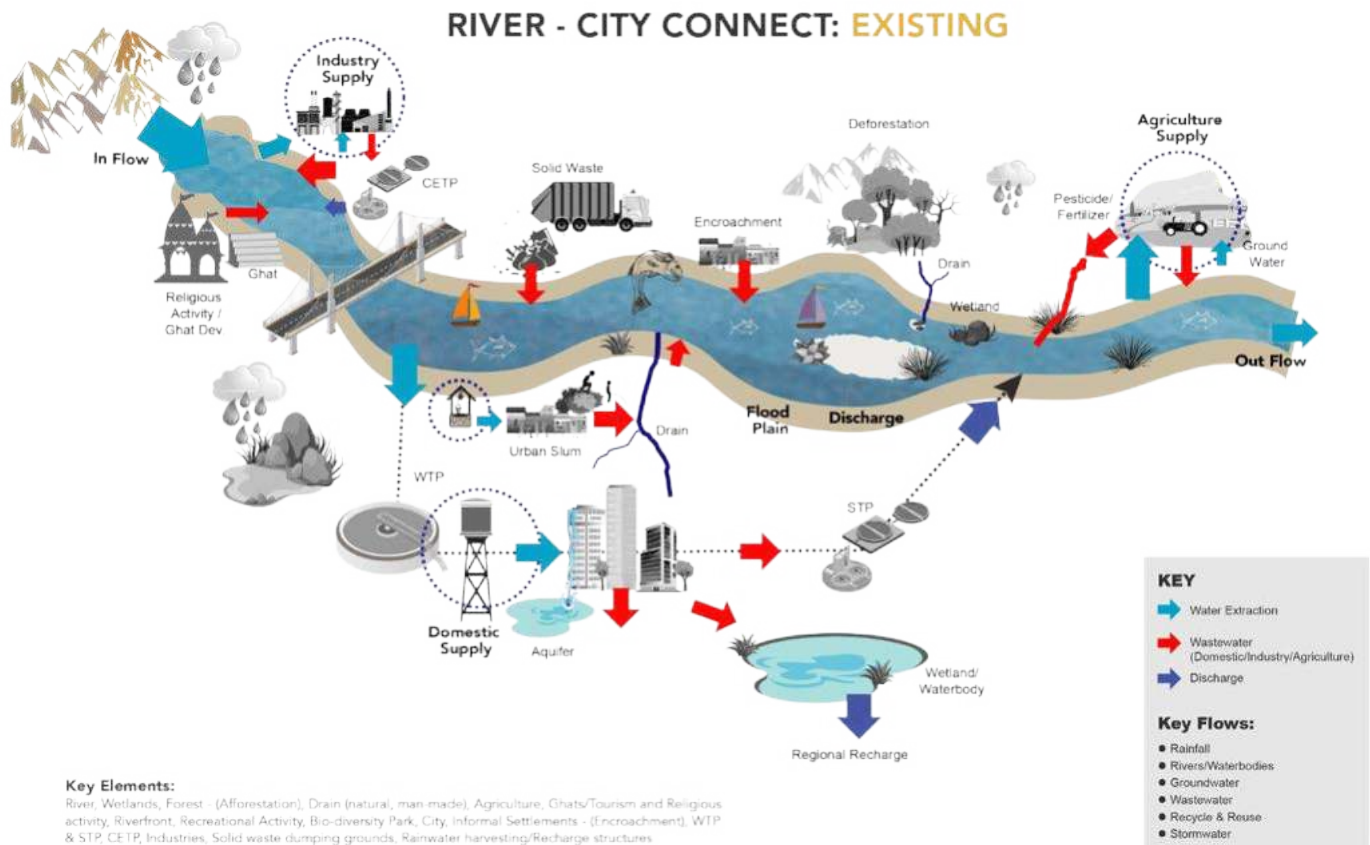 RIVER - CITY CONNECT: EXISTING
Industry
Supply
In Flow
CETP
Solid Waste
Encroachment
Deforestation
Agriculture
Supply
Pesticide/
Fertilizer
Ground
Water
Ghat
Religious
Activity /
Ghat Dev.
Drain
Wetland
Out Flow
Flood
Plain
Discharge
Urban Slum
Drain
WTP
STP
Domestic
Supply
Aquifer
Wetland/
Waterbody
Regional Recharge
KEY
Water Extraction
Wastewater
(Domestic/Industry/Agriculture)
Discharge
Key Flows:
• Rainfall
• Rivers/Waterbodies
• Groundwater
• Wastewater
• Recycle & Reuse
• Stormwater
Key Elements:
River, Wetlands, Forest - (Afforestation), Drain (natural, man-made), Agriculture, Ghats/Tourism and Religious
activity, Riverfront, Recreational Activity, Bio-diversity Park, City, Informal Settlements - (Encroachment), WTP
& STP, CETP, Industries, Solid waste dumping grounds, Rainwater harvesting/Recharge structures